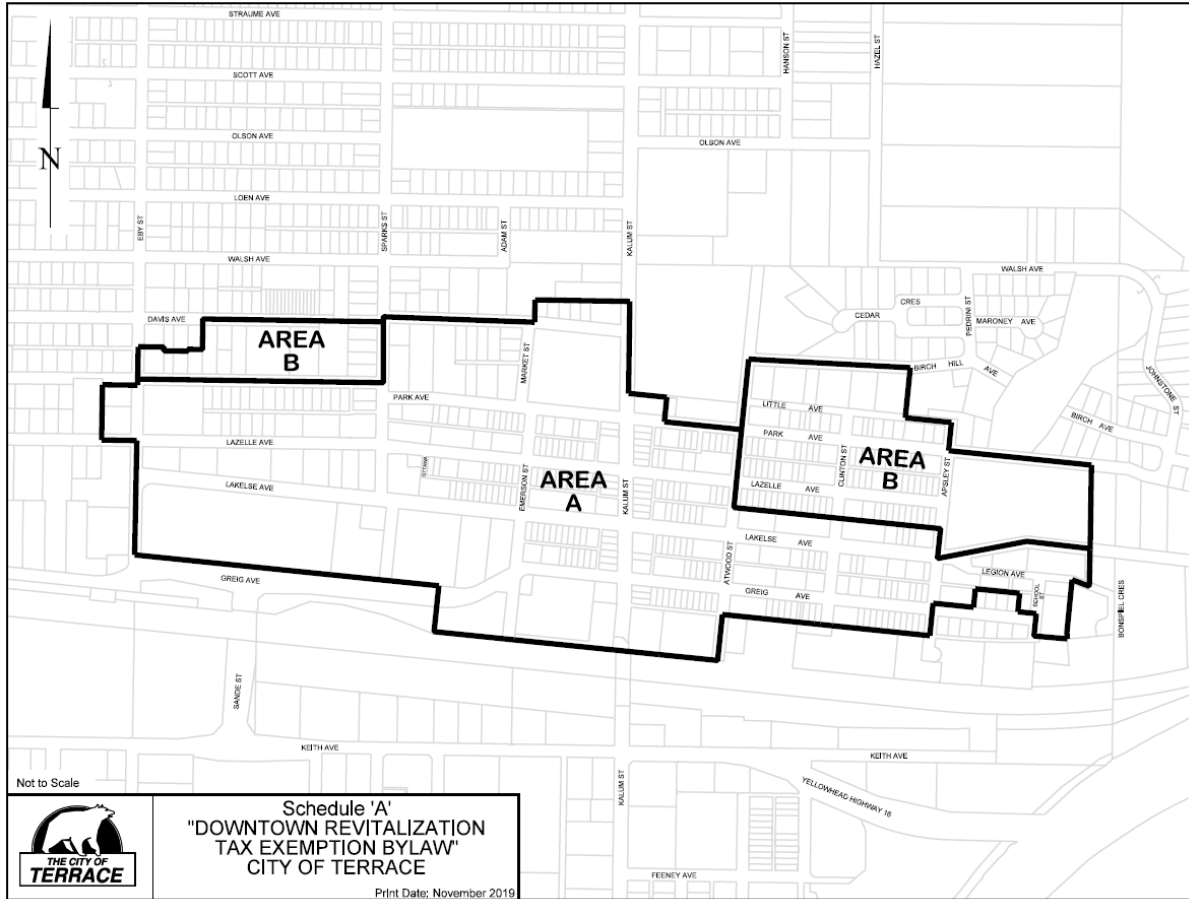 STRAUME AVE
HANSON ST
HAZEL ST
SCOTT AVE
OLSON AVE
OLSON AVE
N
LOEN AVE
EBY ST
SPARKS ST
ADAM ST
KALUM ST
WALSH AVE
WALSH AVE
CEDAR CRES
PEDRINI ST
MARONEY AVE
DAVIS AVE
AREA
B
MARKET ST
BIRCH HILL AVE
JOHNSTONE ST
PARK AVE
LITTLE AVE
BIRCH AVE
LAZELLE AVE
PARK AVE
CLINTON ST
AREA
B
APSLEY ST
OTTAWA
LAKELSE AVE
EMERSON ST
AREA
A
KALUM ST
LAZELLE AVE
LAKELSE AVE
ATWOOD ST
GREIG AVE
GREIG AVE
LEGION AVE
SCHOOL ST
BONSPIEL CRES
SANDE ST
KEITH AVE
KEITH AVE
KALUM ST
YELLOWHEAD HIGHWAY 16
FEENEY AVE
Not to Scale
THE CITY OF
TERRACE
Schedule 'A'
"DOWNTOWN REVITALIZATION
TAX EXEMPTION BYLAW"
CITY OF TERRACE
Print Date: November 2019